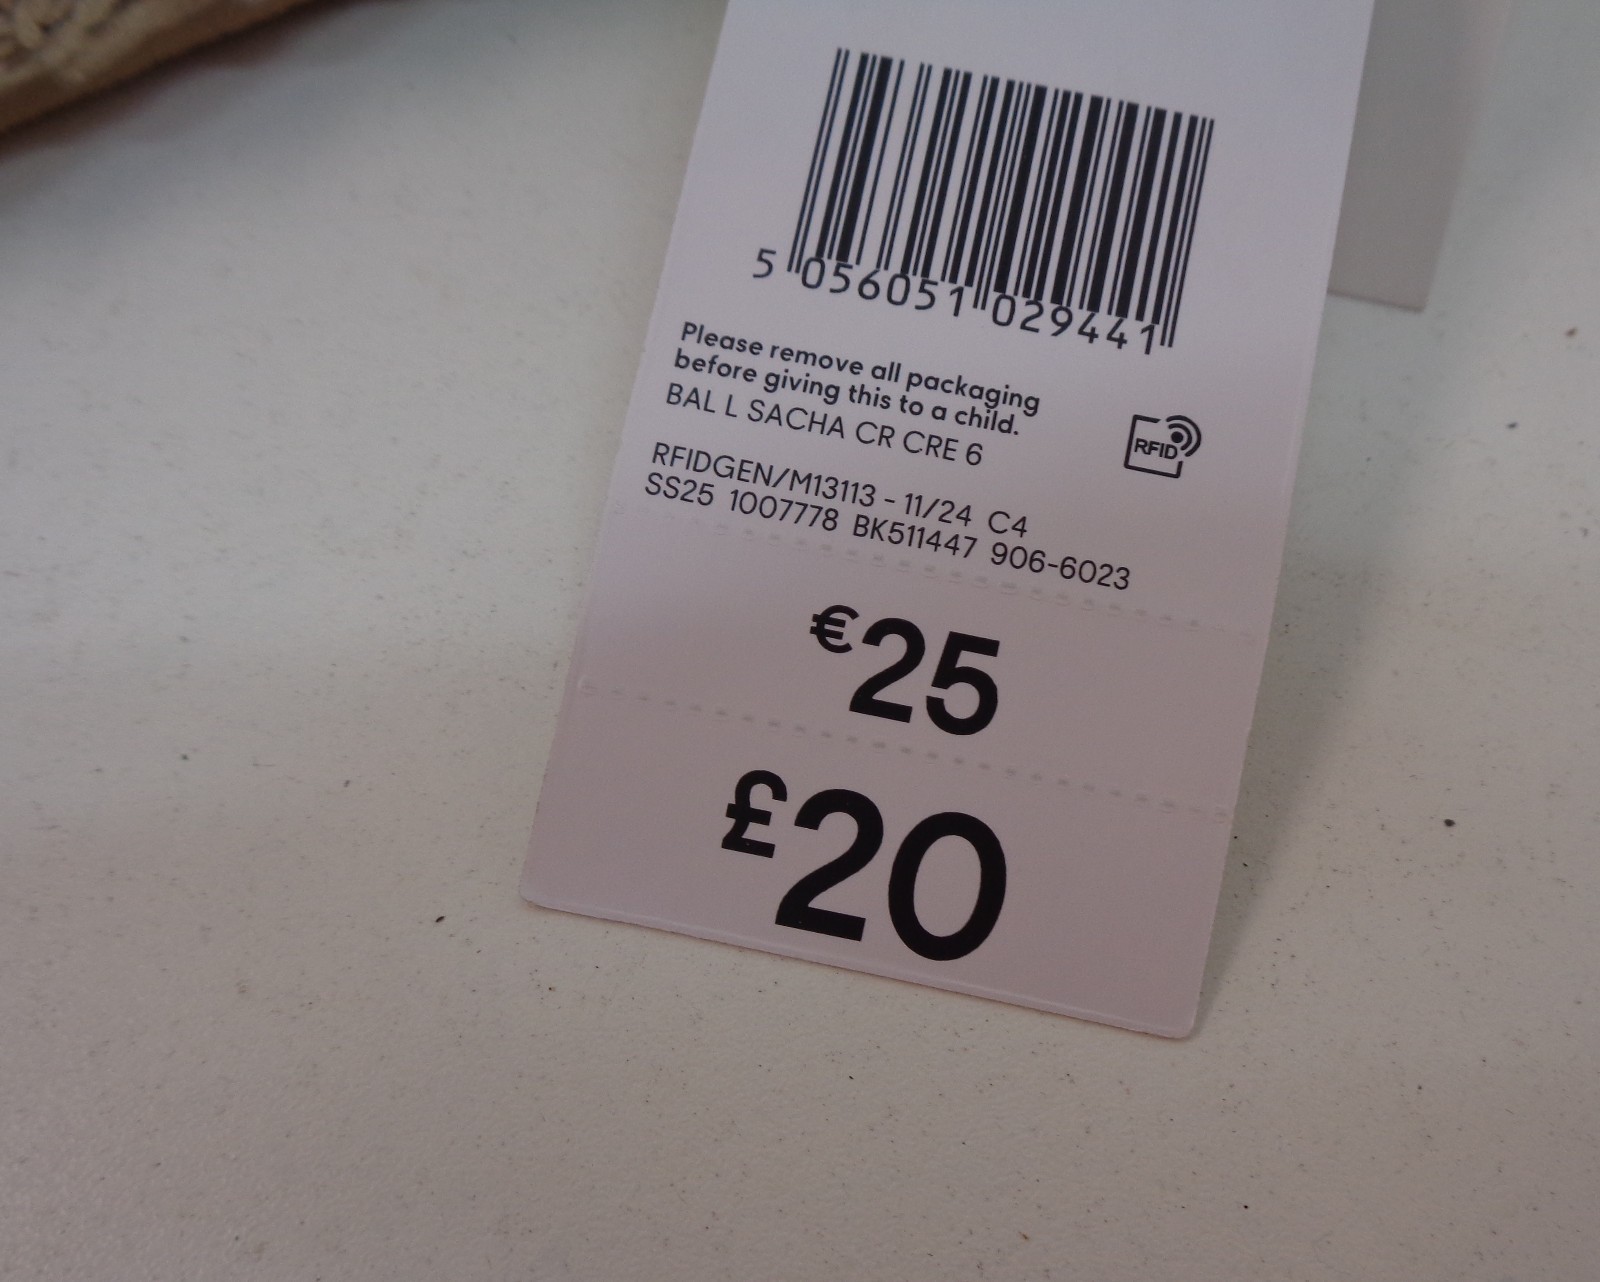 5 056051 029441
Please remove all packaging
before giving this to a child.
BAL L SACHA CR CRE 6
RFID
RFIDGEN/M13113 - 11/24 C4
SS25 1007778 BK511447 906-6023
€25
£20